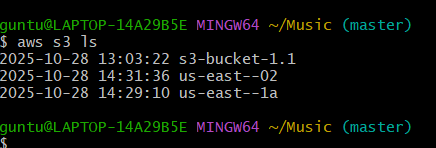 guntu@LAPTOP-14A29B5E MINGW64 ~/Music (master)
$ aws s3 ls
2025-10-28 13:03:22 s3-bucket-1.1
2025-10-28 14:31:36 us-east--02
2025-10-28 14:29:10 us-east--1a
guntu@LAPTOP-14A29B5E MINGW64 ~/Music (master)
$